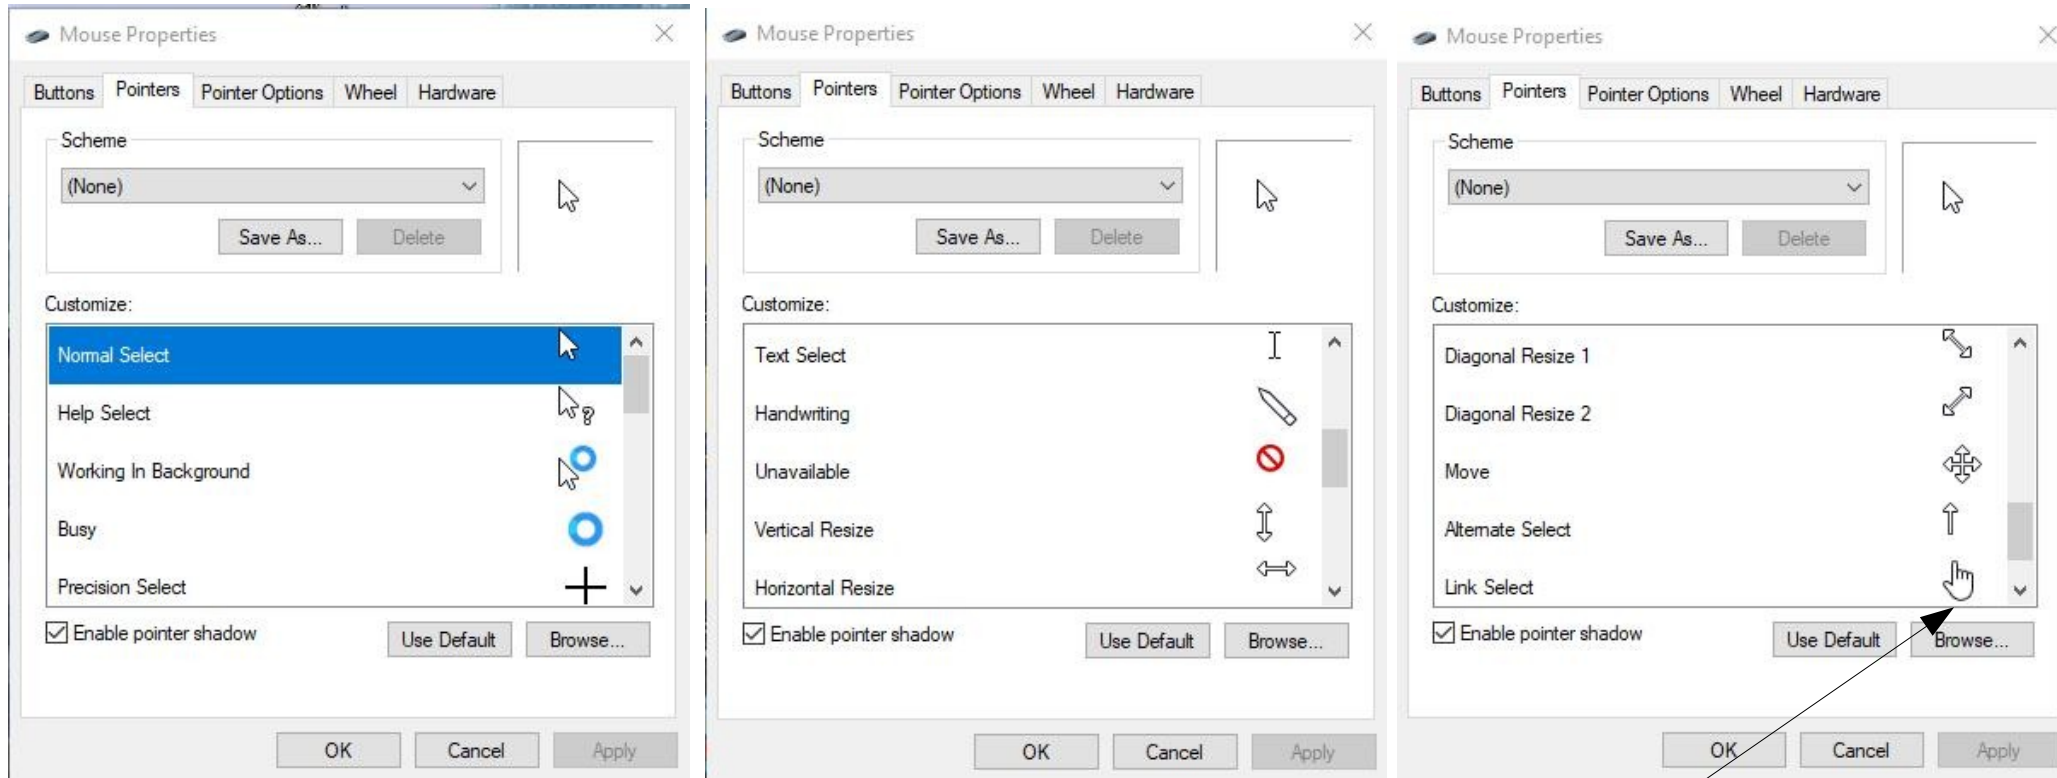 Mouse Properties
Buttons Pointers Pointer Options Wheel Hardware
Scheme
(None)
Save As... Delete
Customize:
Normal Select
Help Select
Working In Background
Busy
Precision Select
Enable pointer shadow
Use Default Browse...
OK Cancel Apply
Mouse Properties
Buttons Pointers Pointer Options Wheel Hardware
Scheme
(None)
Save As... Delete
Customize:
Text Select
Handwriting
Unavailable
Vertical Resize
Horizontal Resize
Enable pointer shadow
Use Default Browse...
OK Cancel Apply
Mouse Properties
Buttons Pointers Pointer Options Wheel Hardware
Scheme
(None)
Save As... Delete
Customize:
Diagonal Resize 1
Diagonal Resize 2
Move
Alternate Select
Link Select
Enable pointer shadow
Use Default Browse...
OK Cancel Apply